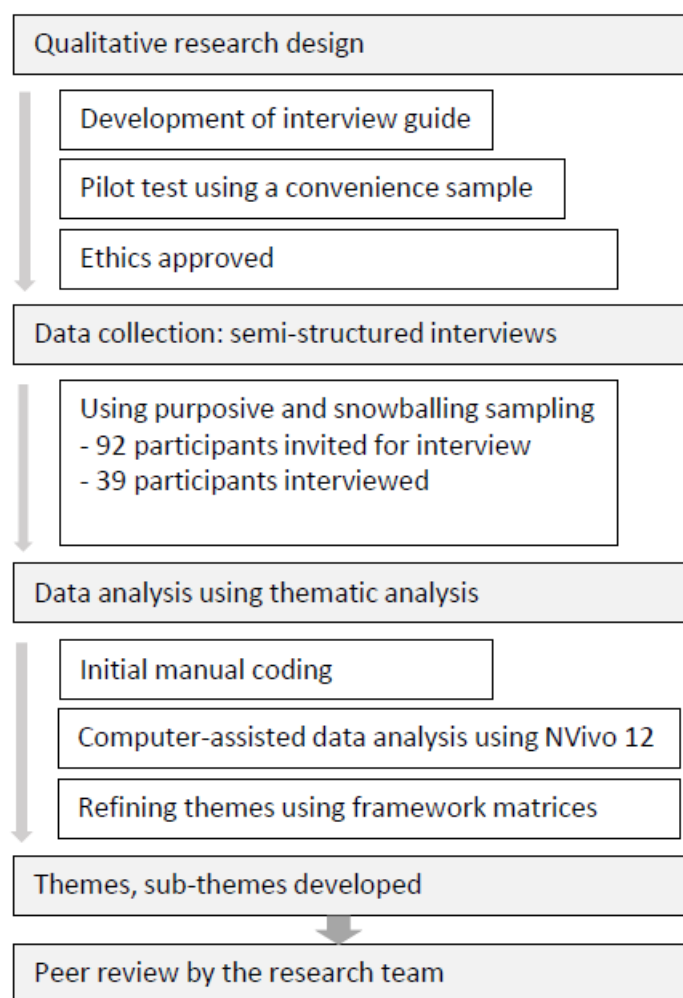 Qualitative research design
Development of interview guide
Pilot test using a convenience sample
Ethics approved
Data collection: semi-structured interviews
Using purposive and snowballing sampling
- 92 participants invited for interview
- 39 participants interviewed
Data analysis using thematic analysis
Initial manual coding
Computer-assisted data analysis using NVivo 12
Refining themes using framework matrices
Themes, sub-themes developed
Peer review by the research team